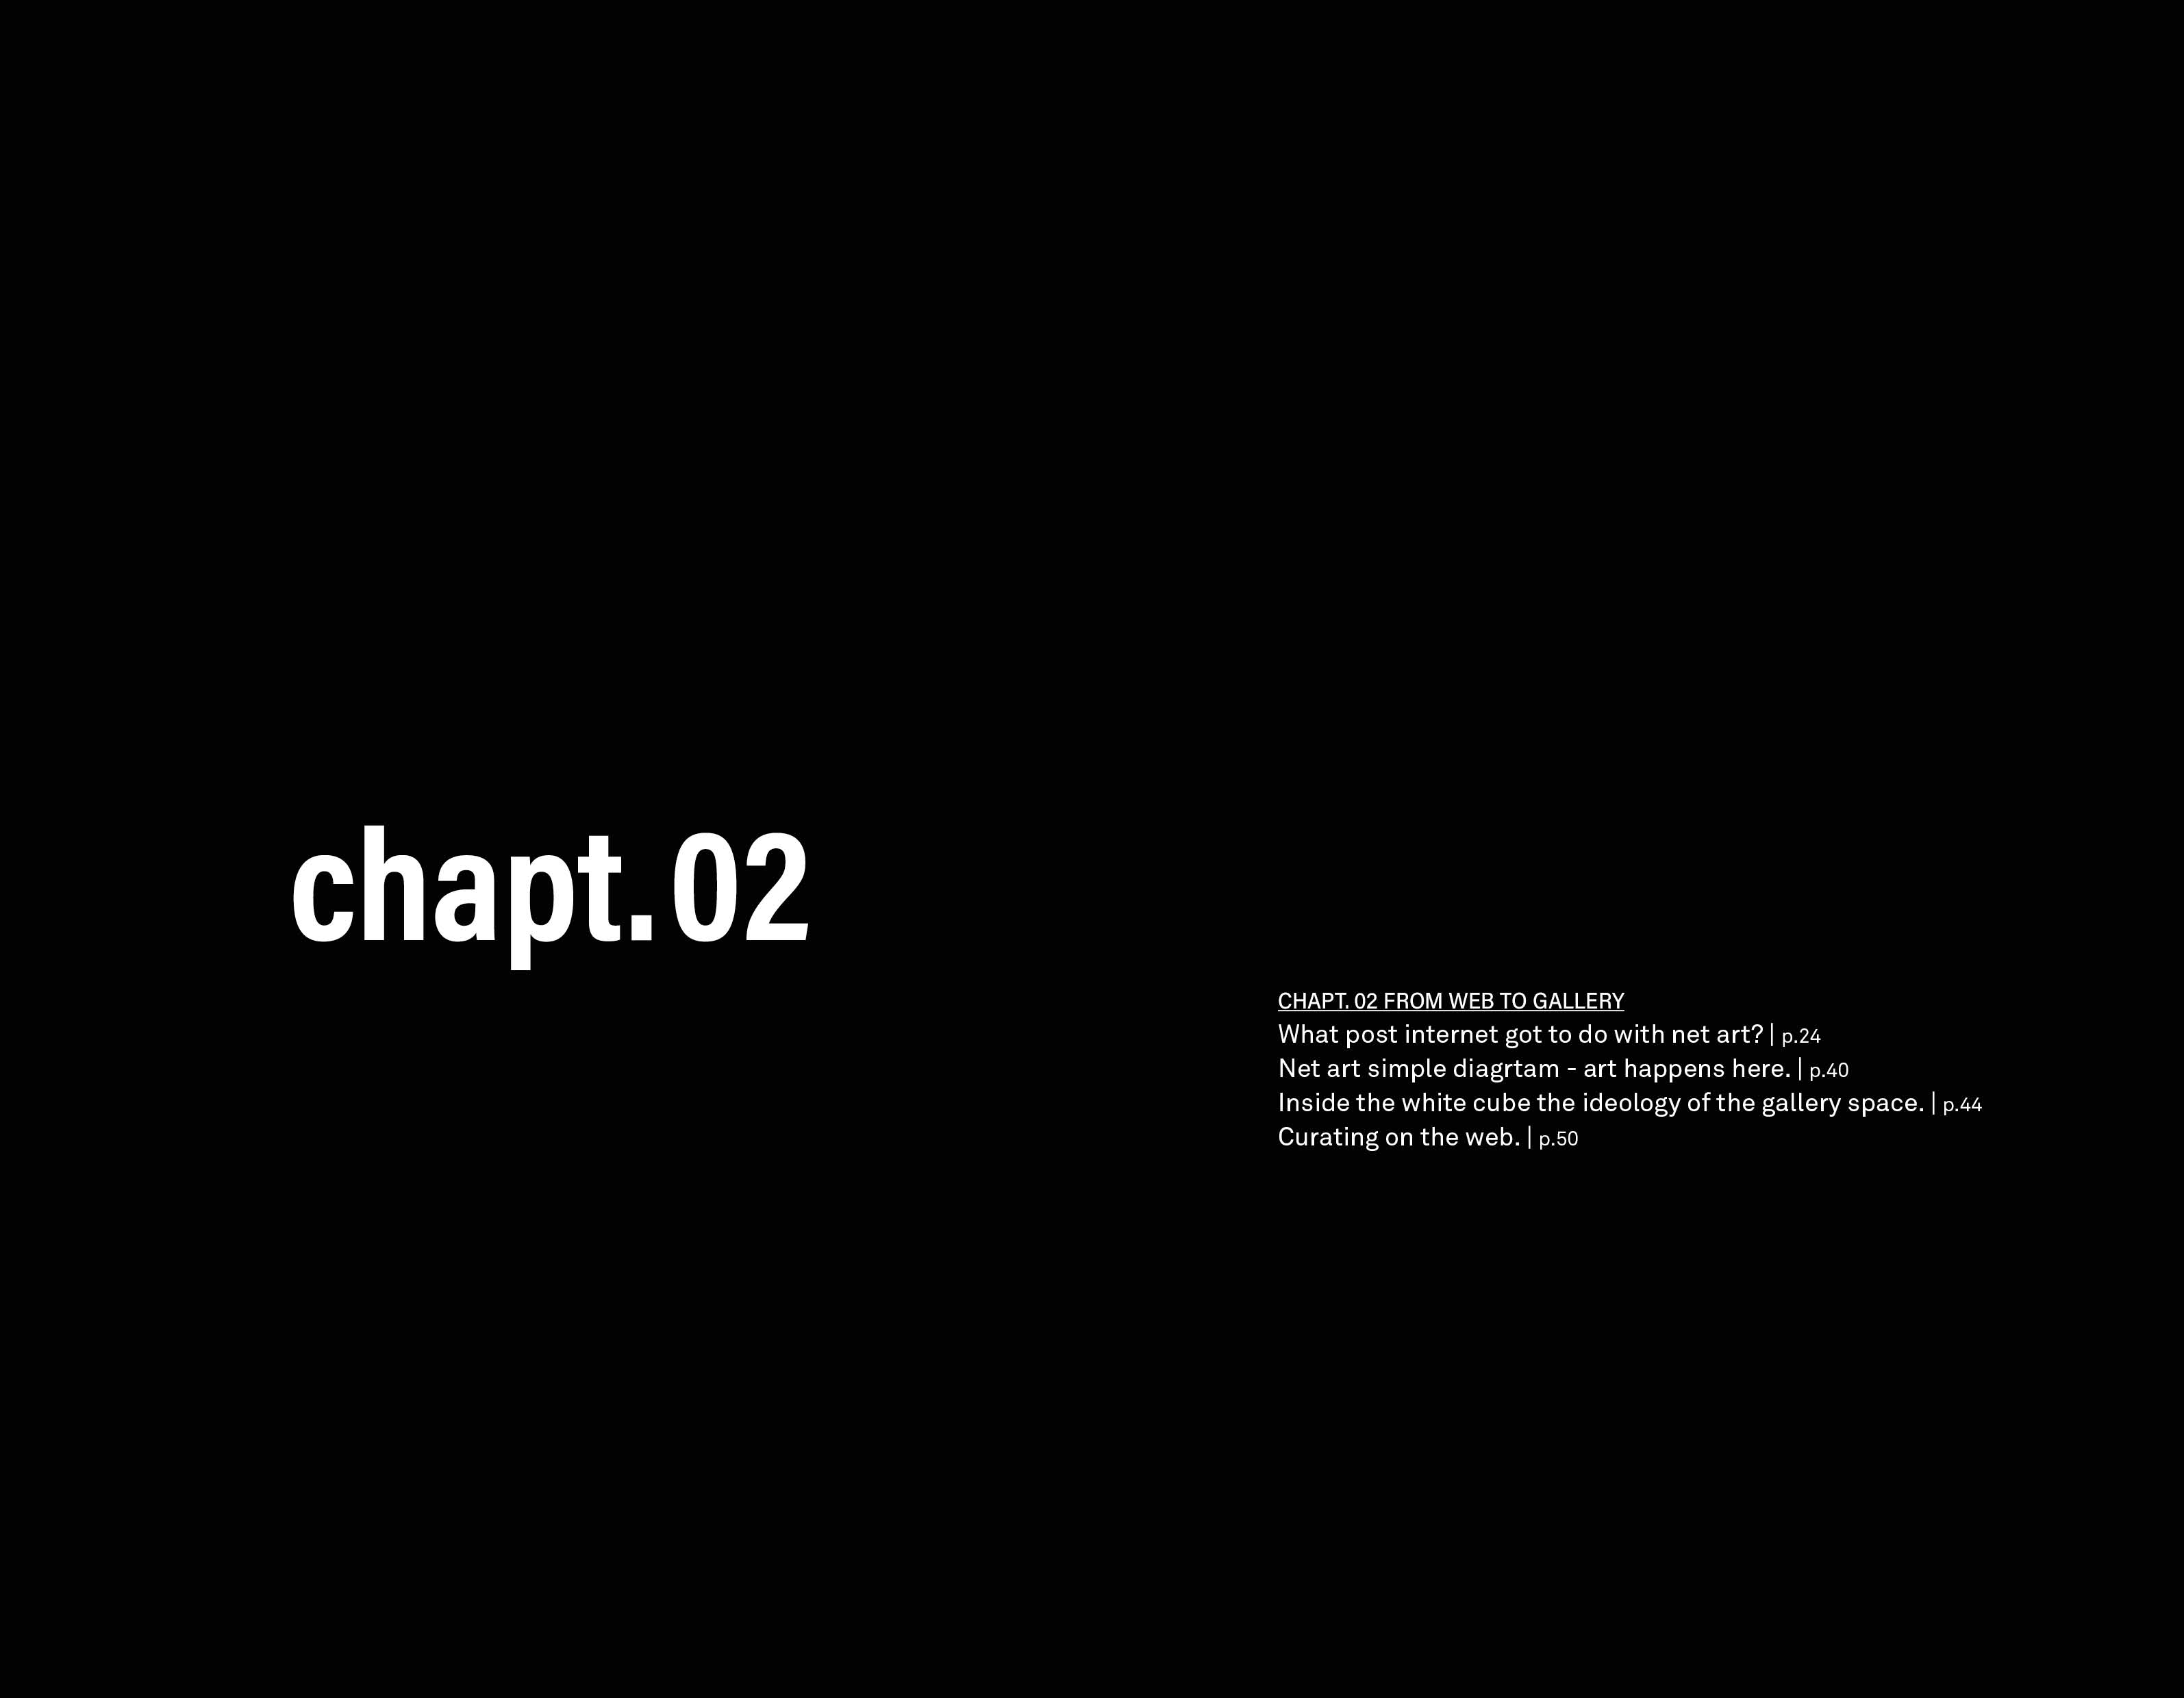 chapt. 02
CHAPT. 02 FROM WEB TO GALLERY
What post internet got to do with net art? | p.24
Net art simple diagrtam - art happens here. | p.40
Inside the white cube the ideology of the gallery space. | p.44
Curating on the web. | p.50